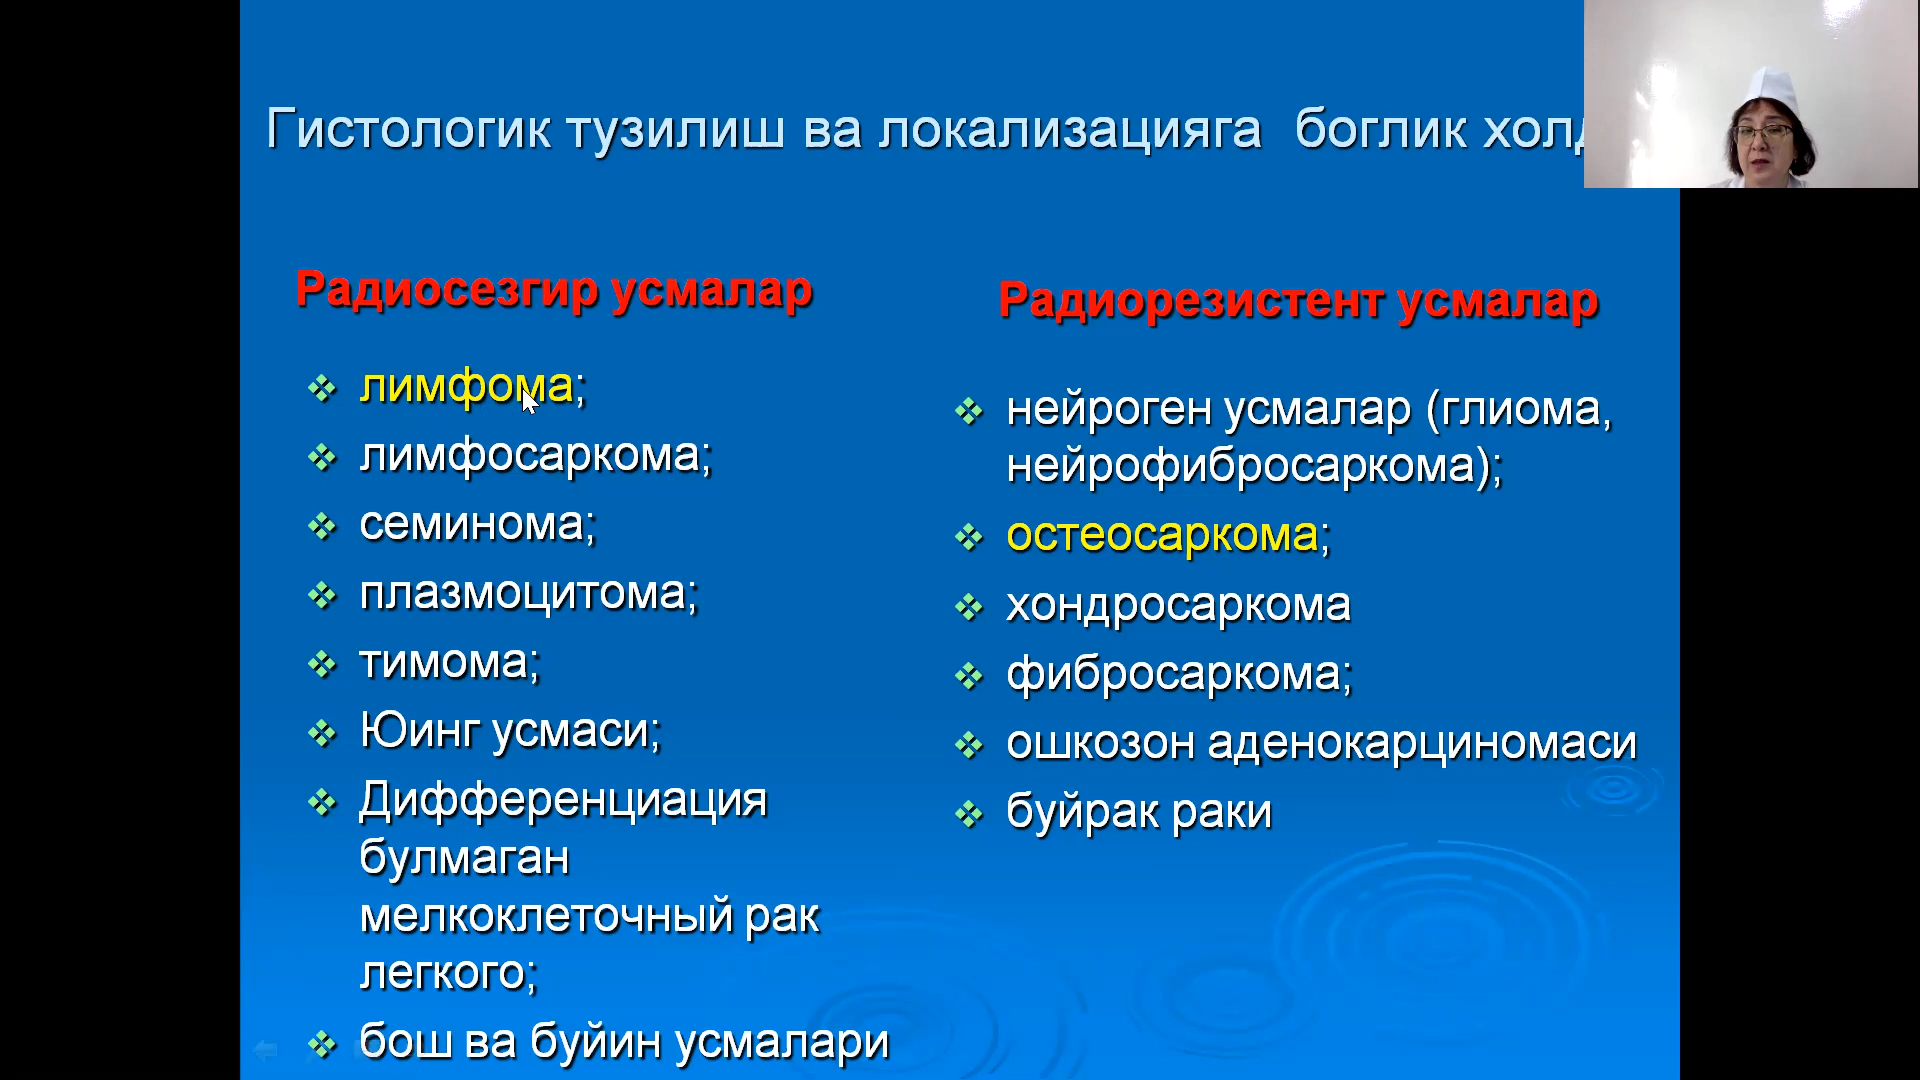 Гистологик тузилиш ва локализацияга боглик
Радиосезгир усмалар
лимфома;
лимфосаркома;
семинома;
плазмоцитома;
тимома;
Юинг усмаси;
Дифференциация
булмаган
мелкоклеточный рак
легкого;
бош ва буйин усмалари
Радиорезистент усмалар
нейроген усмалар (глиома,
нейрофибросаркома);
остеосаркома;
хондросаркома
фибросаркома;
ошкозон аденокарциномаси
буйрак раки